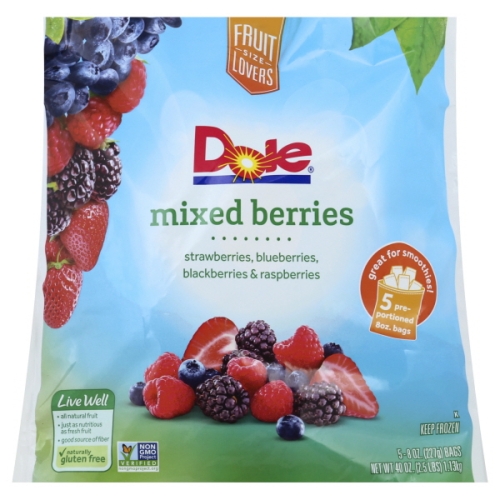 FRUIT
SIZE
LOVERS
Dole
mixed berries
strawberries, blueberries,
blackberries & raspberries
great for smoothies!
5 pre-
portioned
8oz. bags
Live Well
• all natural fruit
• just as nutritious
as fresh fruit
• good source of fiber
✓ naturally
gluten free
NON
GMO
Project
VERIFIED
nongmoproject.org
K
KEEP FROZEN
5 - 8 OZ (227g) BAGS
NET WT 40 OZ (2.5 LBS) 1.13kg